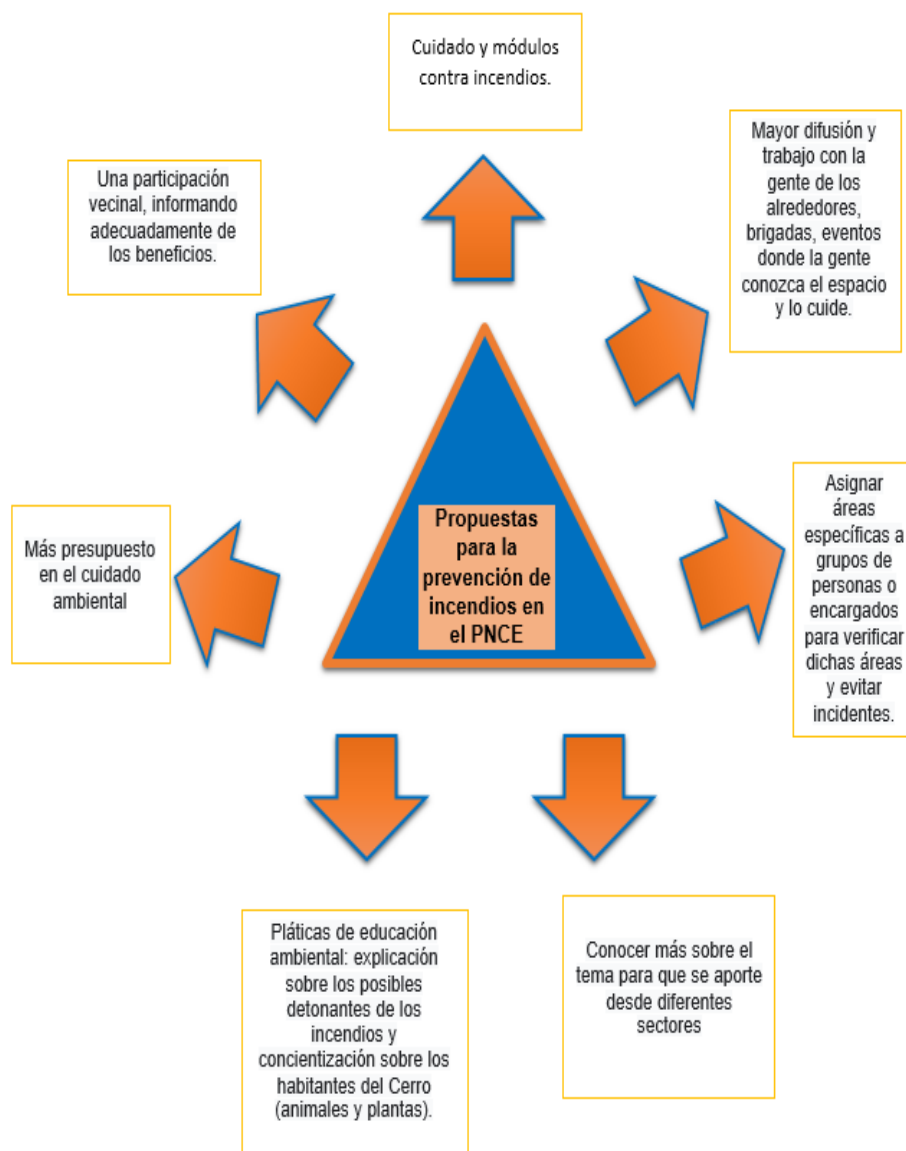 Cuidado y módulos
contra incendios.
Mayor difusión y
trabajo con la
gente de los
alrededores,
brigadas, eventos
donde la gente
conozca el espacio
y lo cuide.
Una participación
vecinal, informando
adecuadamente de
los beneficios.
Asignar
áreas
específicas a
grupos de
personas o
encargados
para verificar
dichas áreas
y evitar
incidentes.
Más presupuesto
en el cuidado
ambiental
Propuestas
para la
prevención de
incendios en
el PNCE
Pláticas de educación
ambiental: explicación
sobre los posibles
detonantes de los
incendios y
concientización sobre los
habitantes del Cerro
(animales y plantas).
Conocer más sobre el
tema para que se aporte
desde diferentes
sectores